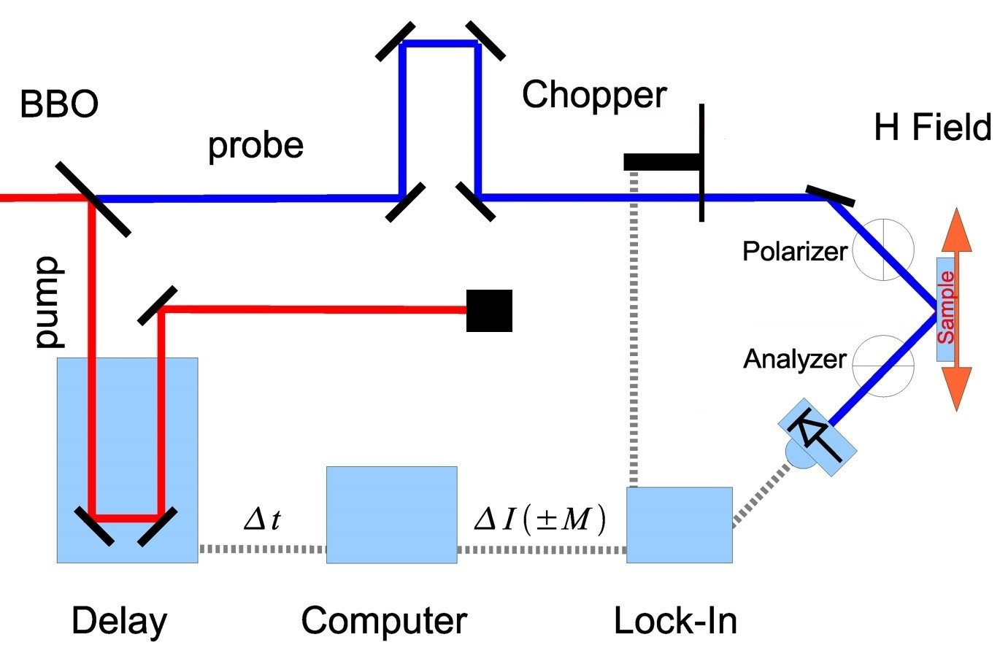 BBO
probe
Chopper
H Field
pump
Polarizer
Sample
Analyzer
Δt
ΔI(±M)
Delay
Computer
Lock-In